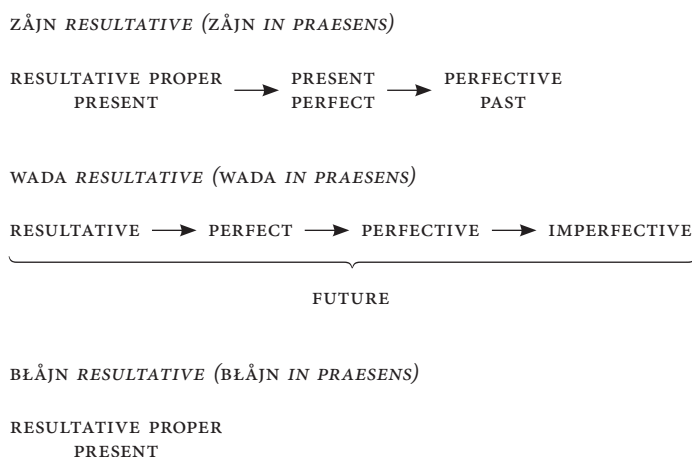 ZÅJN RESULTATIVE (ZÅJN IN PRAESENS)
RESULTATIVE PROPER PRESENT → PRESENT PERFECT → PERFECTIVE PAST
WADA RESULTATIVE (WADA IN PRAESENS)
RESULTATIVE → PERFECT → PERFECTIVE → IMPERFECTIVE
FUTURE
BŁÅJN RESULTATIVE (BŁÅJN IN PRAESENS)
RESULTATIVE PROPER
PRESENT